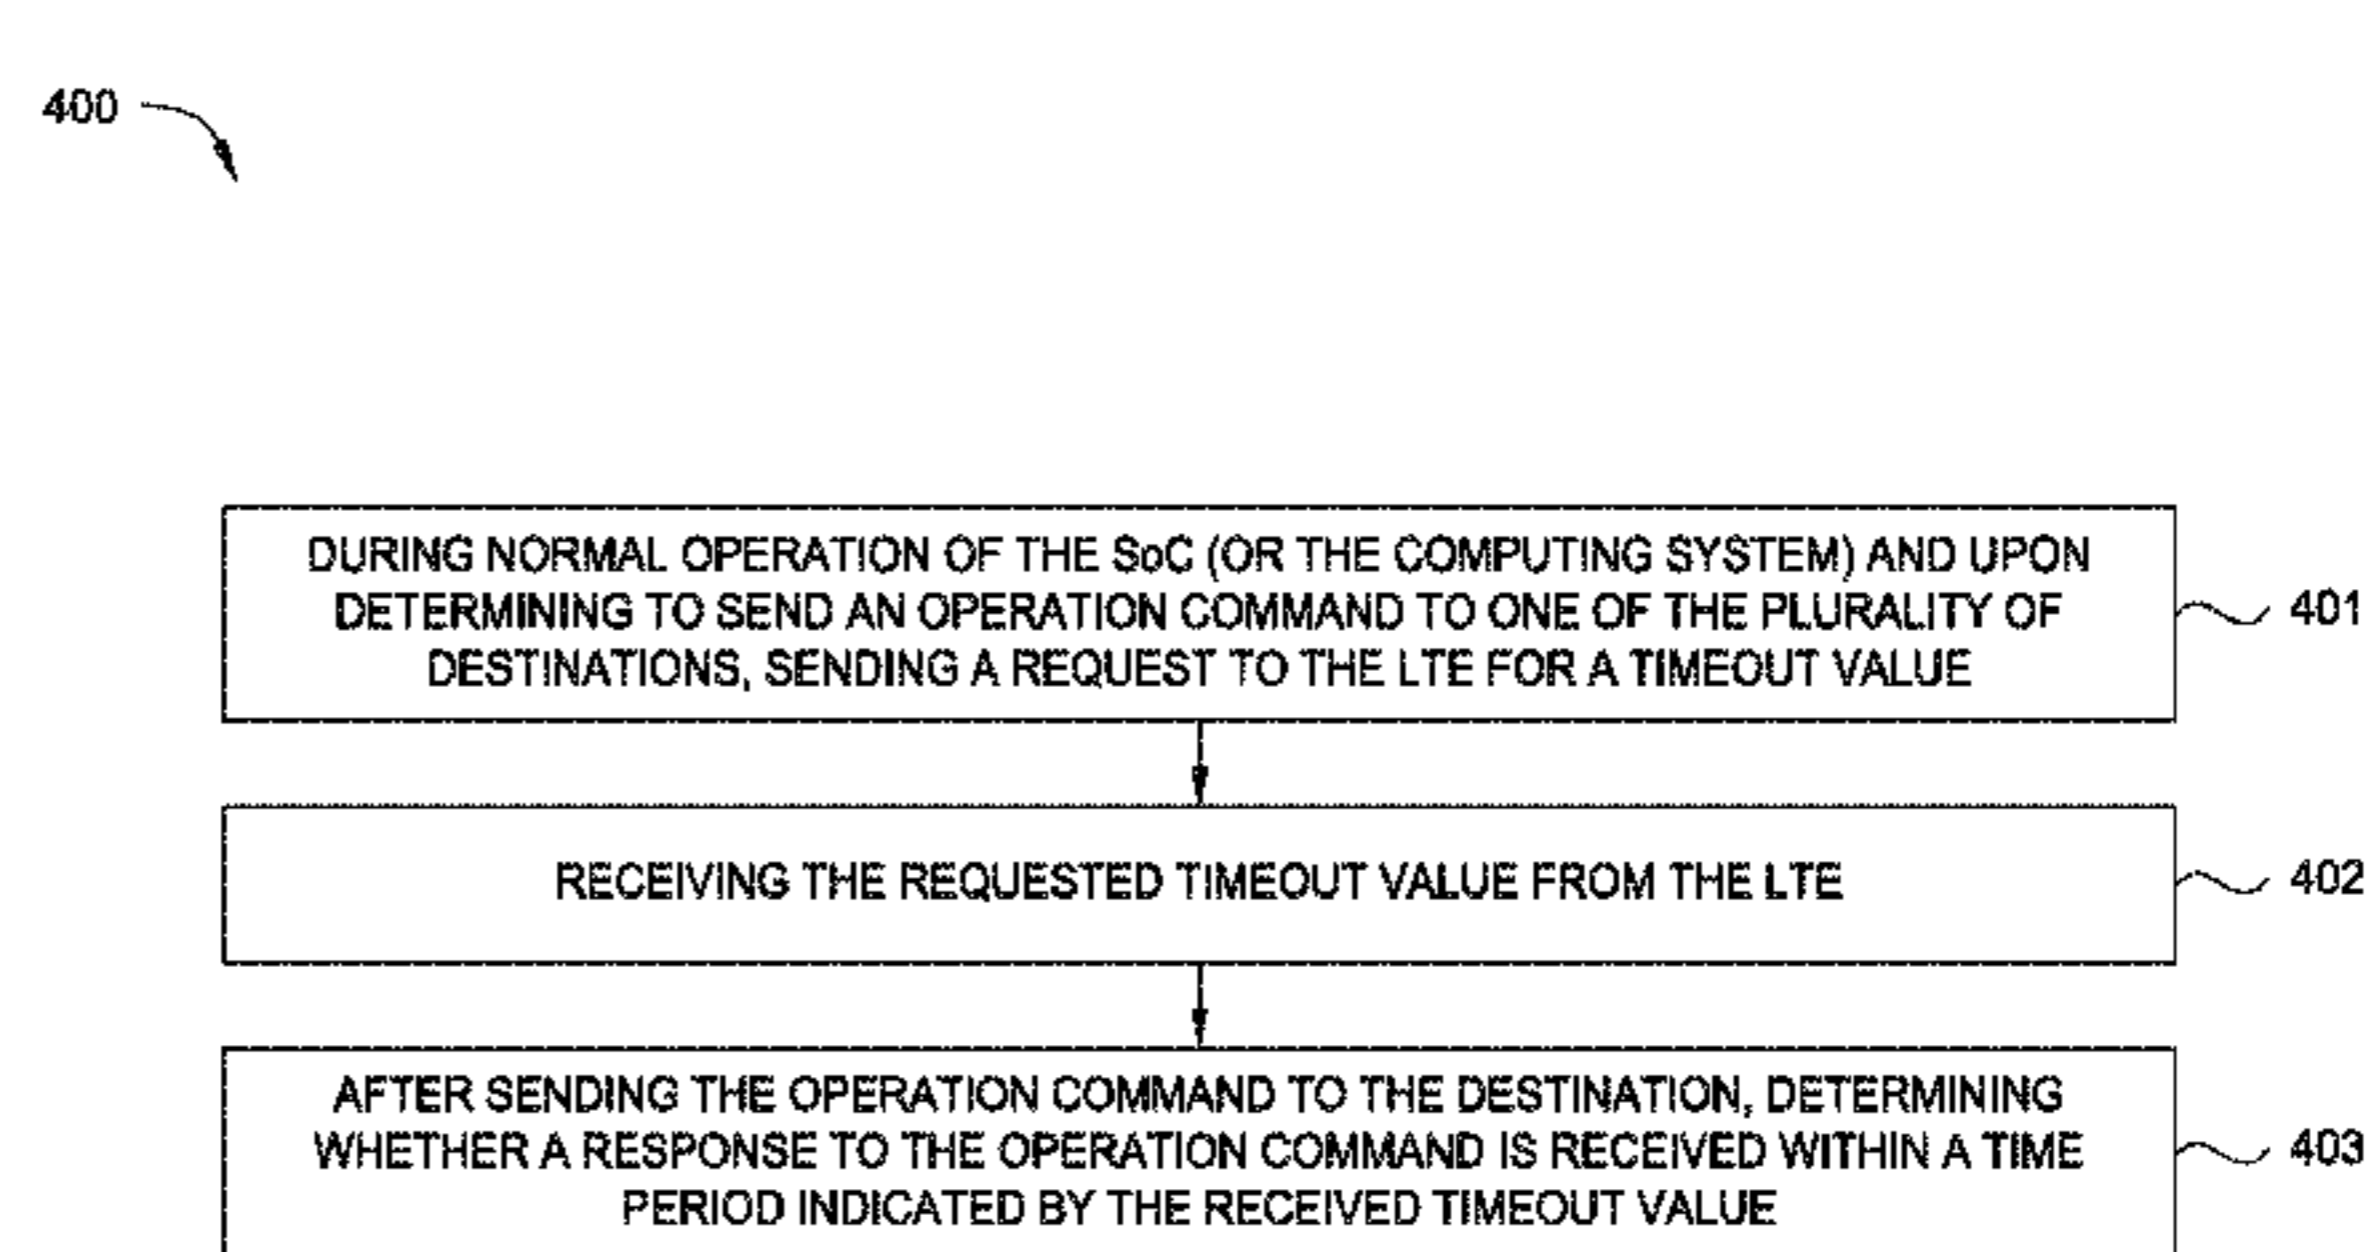 400
DURING NORMAL OPERATION OF THE SoC (OR THE COMPUTING SYSTEM) AND UPON
DETERMINING TO SEND AN OPERATION COMMAND TO ONE OF THE PLURALITY OF
DESTINATIONS, SENDING A REQUEST TO THE LTE FOR A TIMEOUT VALUE
401
RECEIVING THE REQUESTED TIMEOUT VALUE FROM THE LTE
402
AFTER SENDING THE OPERATION COMMAND TO THE DESTINATION, DETERMINING
WHETHER A RESPONSE TO THE OPERATION COMMAND IS RECEIVED WITHIN A TIME
PERIOD INDICATED BY THE RECEIVED TIMEOUT VALUE
403